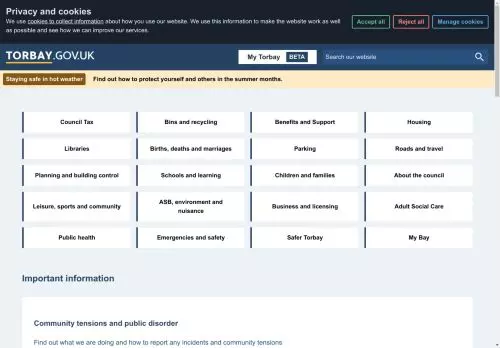 Privacy and cookies
We use cookies to collect information about how you use our website. We use this information to make the website work as well
as possible and see how we can improve our services.
Accept all
Reject all
Manage cookies
TORBAY.GOV.UK
My Torbay BETA
Search our website
Staying safe in hot weather
Find out how to protect yourself and others in the summer months.
Council Tax
Bins and recycling
Benefits and Support
Housing
Libraries
Births, deaths and marriages
Parking
Roads and travel
Planning and building control
Schools and learning
Children and families
About the council
Leisure, sports and community
ASB, environment and
nuisance
Business and licensing
Adult Social Care
Public health
Emergencies and safety
Safer Torbay
My Bay
Important information
Community tensions and public disorder
Find out what we are doing and how to report any incidents and community tensions